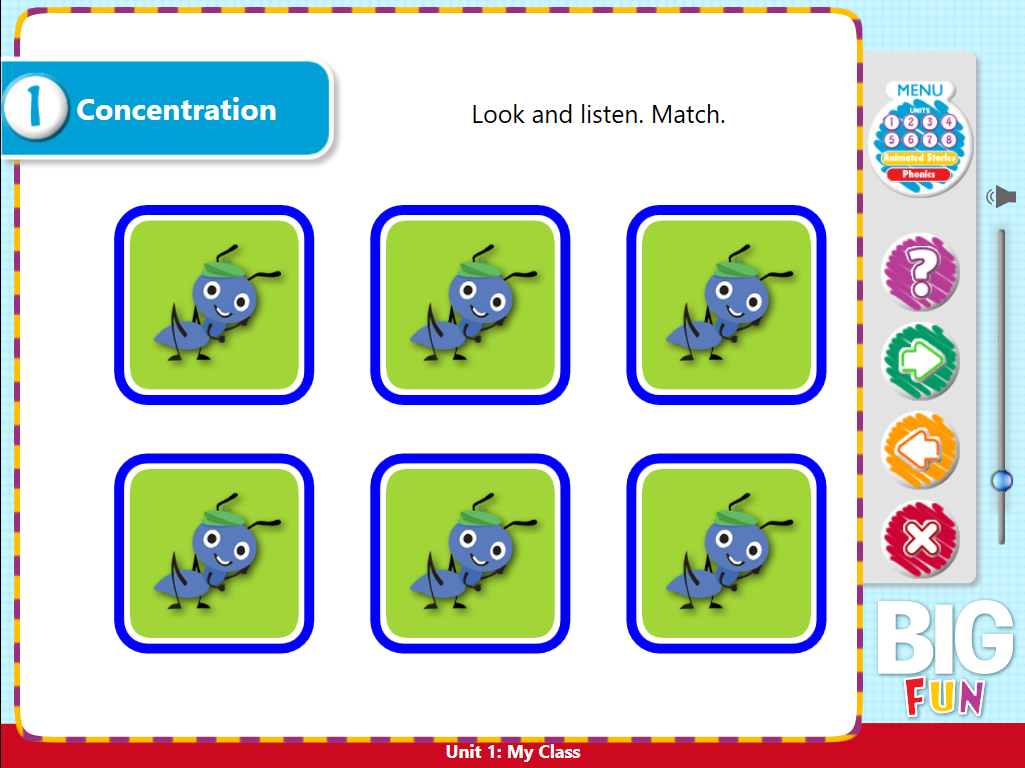 1
Concentration
Look and listen. Match.
MENU
UNITS
1 2 3 4
5 6 7 8
Animated Stories
Phonics
?
BIG
FUN
Unit 1: My Class